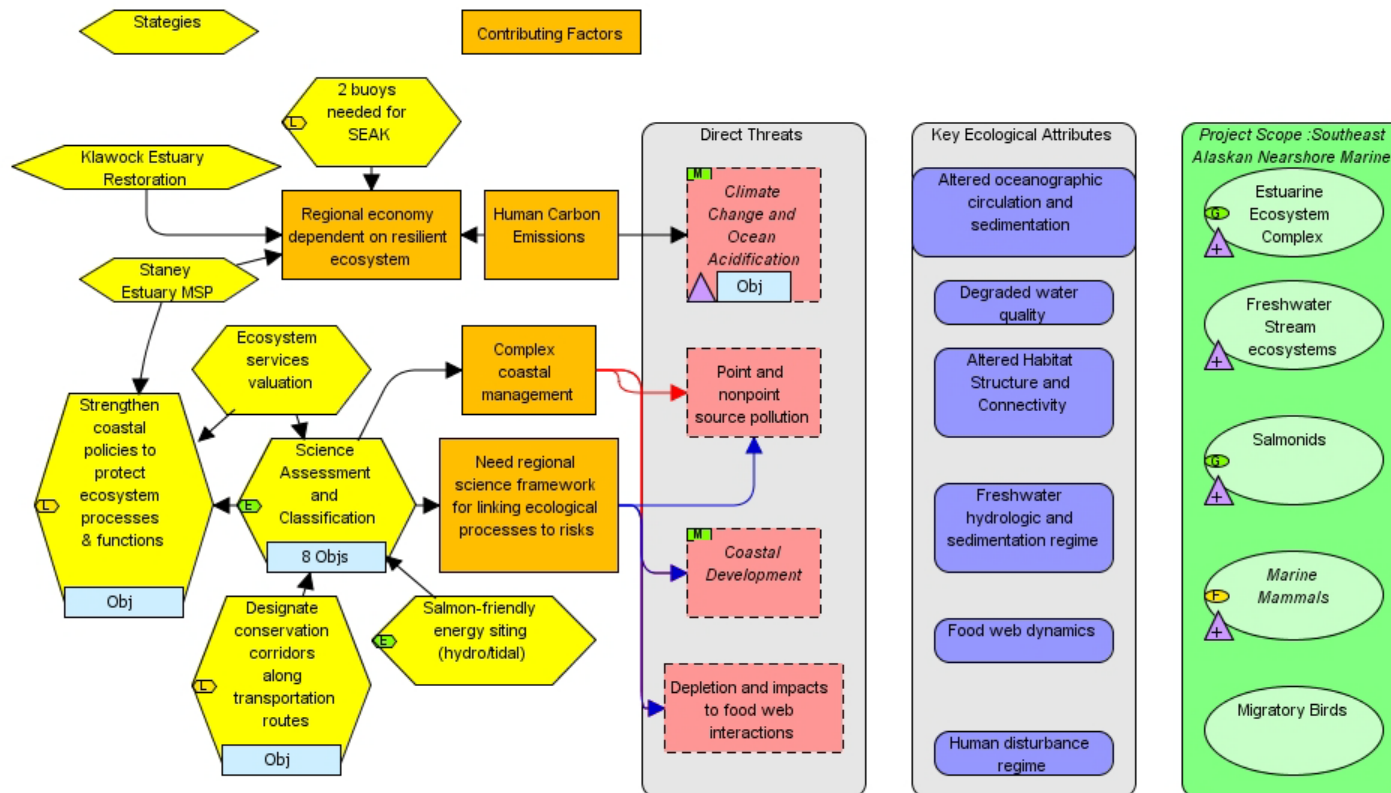 Stategies
Contributing Factors
2 buoys
needed for
SEAK
L
Klawock Estuary
Restoration
Regional economy
dependent on resilient
ecosystem
Human Carbon
Emissions
Staney
Estuary MSP
Ecosystem
services
valuation
Complex
coastal
management
Strengthen
coastal
policies to
protect
ecosystem
processes
& functions
L
Obj
Science
Assessment
and
Classification
E
8 Objs
Need regional
science framework
for linking ecological
processes to risks
Designate
conservation
corridors
along
transportation
routes
L
Obj
Salmon-friendly
energy siting
(hydro/tidal)
E
Direct Threats
M
Climate
Change and
Ocean
Acidification
Obj
Point and
nonpoint
source pollution
M
Coastal
Development
Depletion and impacts
to food web
interactions
Key Ecological Attributes
Altered oceanographic
circulation and
sedimentation
Degraded water
quality
Altered Habitat
Structure and
Connectivity
Freshwater
hydrologic and
sedimentation regime
Food web dynamics
Human disturbance
regime
Project Scope :Southeast
Alaskan Nearshore Marine
Estuarine
Ecosystem
Complex
G
+
Freshwater
Stream
ecosystems
+
Salmonids
G
+
Marine
Mammals
F
+
Migratory Birds